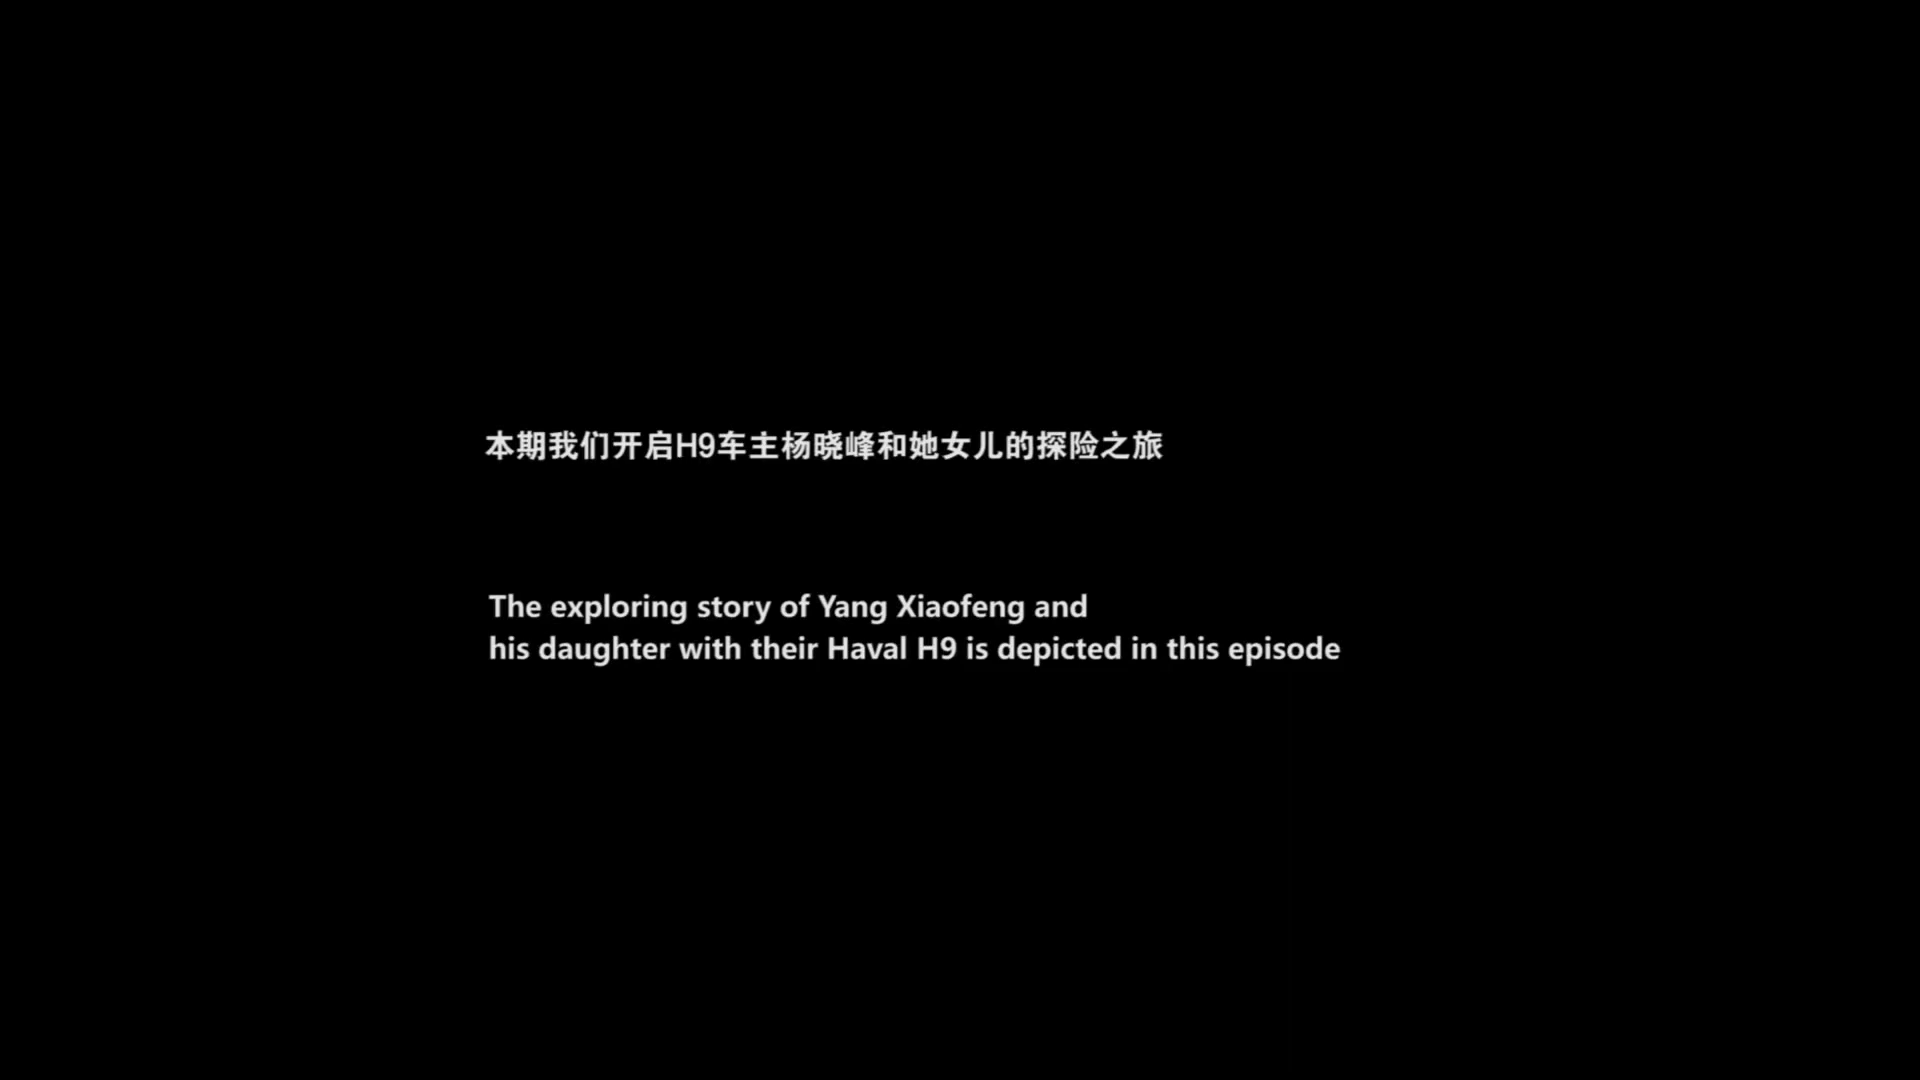 本期我们开启H9车主杨晓峰和她女儿的探险之旅
The exploring story of Yang Xiaofeng and
his daughter with their Haval H9 is depicted in this episode